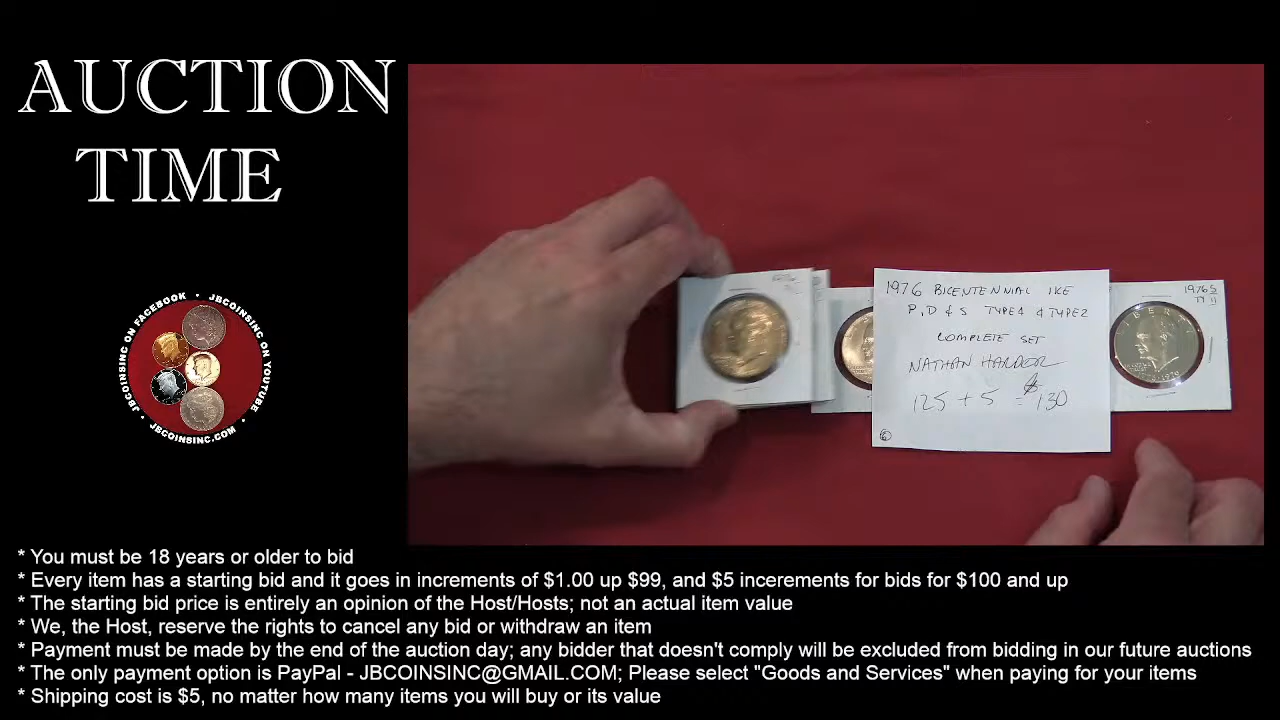 AUCTION
TIME
JBCOINSINC ON FACEBOOK • JBCOINSINC ON YOUTUBE • JBCOINSINC.COM •
1976 BICENTENNIAL IKE
P, D & S TYPE1 & TYPE2
COMPLETE SET
NATHAN HARDER
125 + 5 = $130
6
1976 S
TY II
LIBERTY
* You must be 18 years or older to bid
* Every item has a starting bid and it goes in increments of $1.00 up $99, and $5 incerements for bids for $100 and up
* The starting bid price is entirely an opinion of the Host/Hosts; not an actual item value
* We, the Host, reserve the rights to cancel any bid or withdraw an item
* Payment must be made by the end of the auction day; any bidder that doesn't comply will be excluded from bidding in our future auctions
* The only payment option is PayPal - JBCOINSINC@GMAIL.COM; Please select "Goods and Services" when paying for your items
* Shipping cost is $5, no matter how many items you will buy or its value